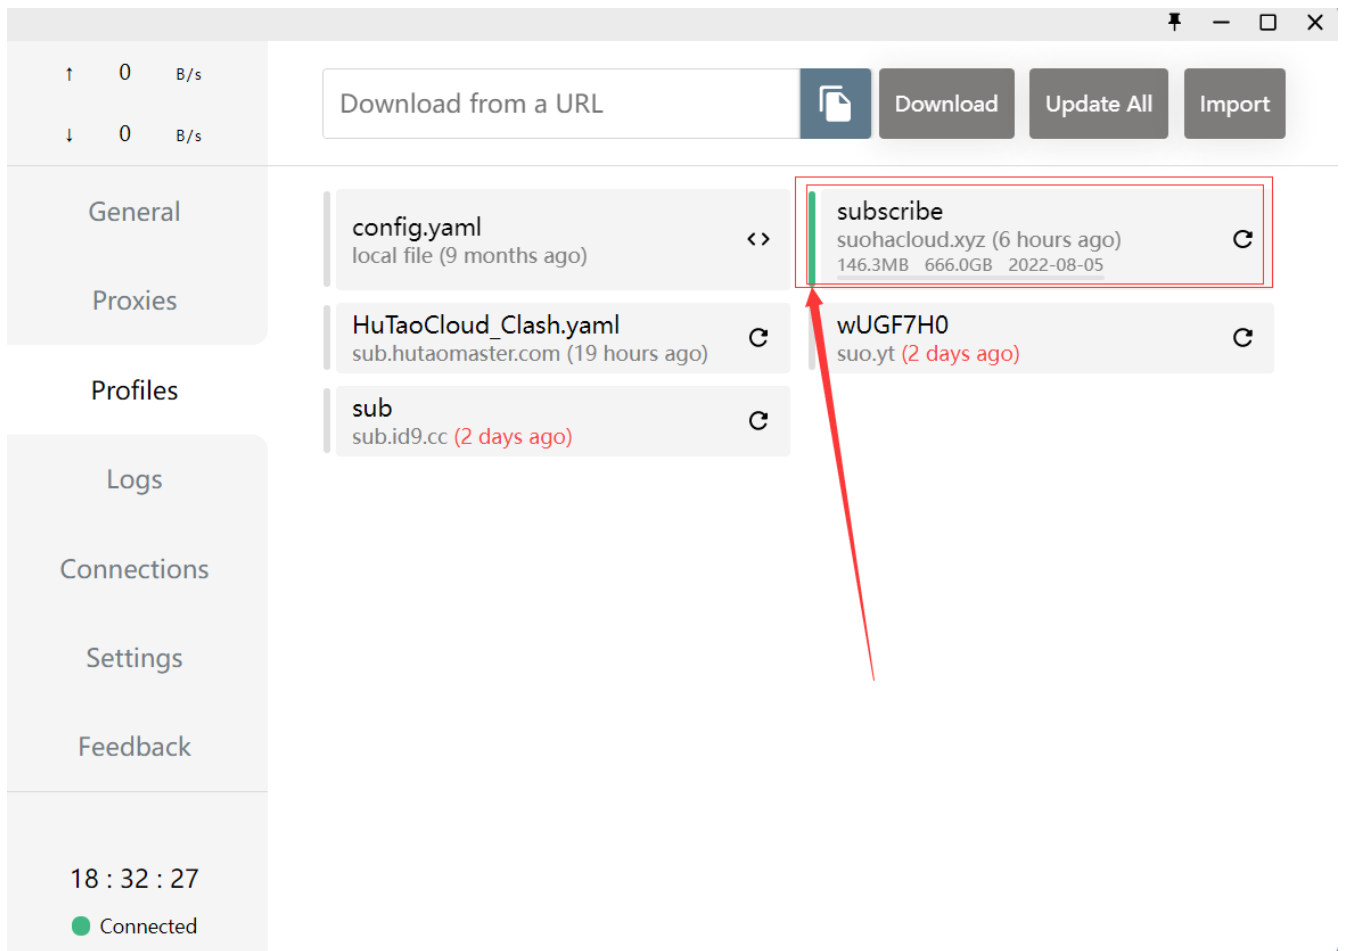 ↑ 0 B/s
↓ 0 B/s
Download from a URL
Download
Update All
Import
General
Proxies
Profiles
Logs
Connections
Settings
Feedback
18 : 32 : 27
Connected
config.yaml
local file (9 months ago)
subscribe
suohacloud.xyz (6 hours ago)
146.3MB 666.0GB 2022-08-05
HuTaoCloud_Clash.yaml
sub.hutaomaster.com (19 hours ago)
wUGF7H0
suo.yt (2 days ago)
sub
sub.id9.cc (2 days ago)